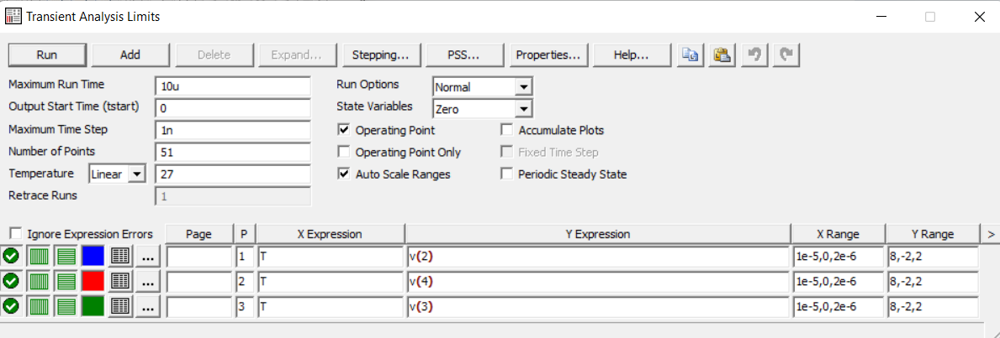 Transient Analysis Limits
Run Add Delete Expand... Stepping... PSS... Properties... Help...
Maximum Run Time 10u Run Options Normal
Output Start Time (tstart) 0 State Variables Zero
Maximum Time Step 1n Operating Point Accumulate Plots
Number of Points 51 Operating Point Only Fixed Time Step
Temperature Linear 27 Auto Scale Ranges Periodic Steady State
Retrace Runs 1
Ignore Expression Errors Page P X Expression Y Expression X Range Y Range >
... 1 T v(2) 1e-5,0,2e-6 8,-2,2
... 2 T v(4) 1e-5,0,2e-6 8,-2,2
... 3 T v(3) 1e-5,0,2e-6 8,-2,2